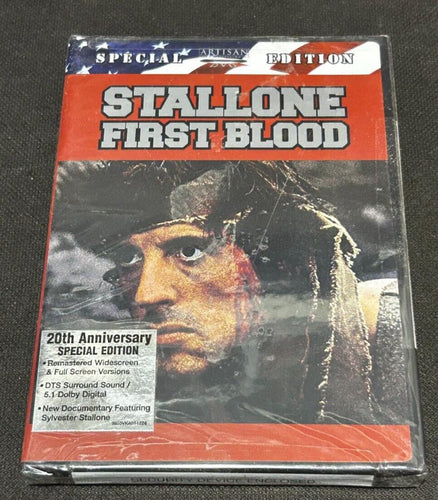 SPECIAL ARTISAN EDITION
STALLONE
FIRST BLOOD
20th Anniversary
SPECIAL EDITION
• Remastered Widescreen
& Full Screen Versions
• DTS Surround Sound /
5.1 Dolby Digital
• New Documentary Featuring
Sylvester Stallone
SECURITY DEVICE ENCLOSED